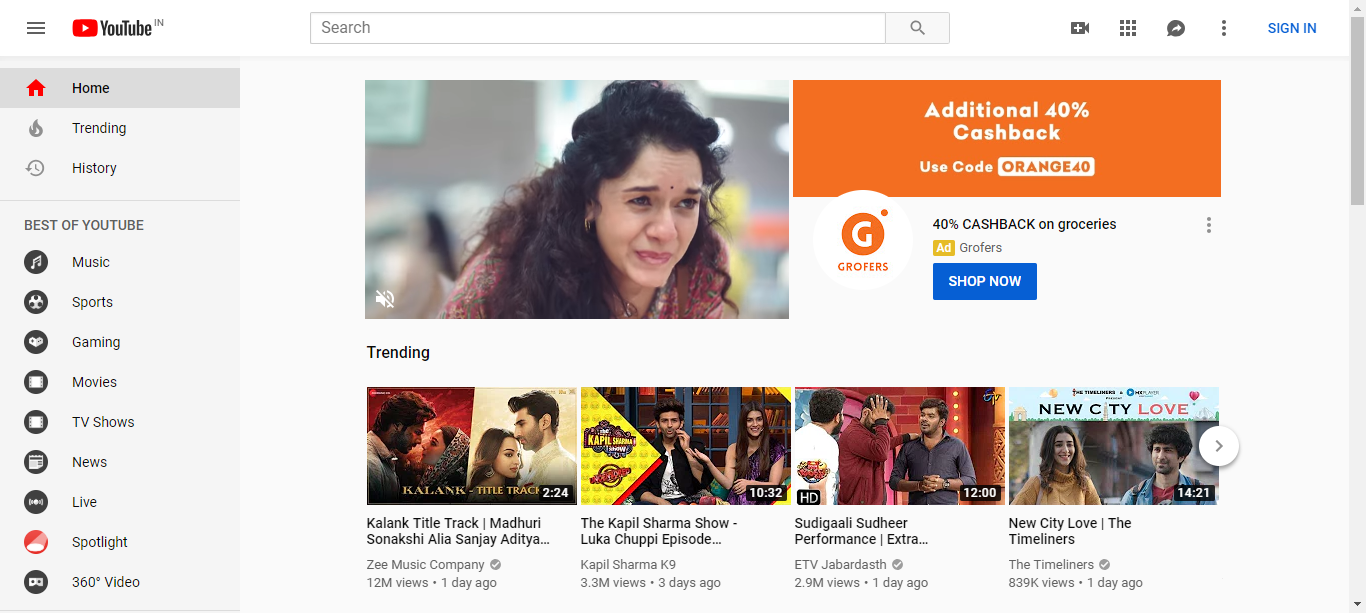 YouTube IN
Search
SIGN IN
Home
Trending
History
BEST OF YOUTUBE
Music
Sports
Gaming
Movies
TV Shows
News
Live
Spotlight
360° Video
Additional 40%
Cashback
Use Code ORANGE40
GROFERS
40% CASHBACK on groceries
Ad Grofers
SHOP NOW
Trending
KALANK - TITLE TRACK
2:24
Kalank Title Track | Madhuri
Sonakshi Alia Sanjay Aditya...
Zee Music Company
12M views • 1 day ago
THE
KAPIL SHARMA
SHOW
10:32
The Kapil Sharma Show -
Luka Chuppi Episode...
Kapil Sharma K9
3.3M views • 3 days ago
HD
12:00
Sudigaali Sudheer
Performance | Extra...
ETV Jabardasth
2.9M views • 1 day ago
THE TIMELINERS & MX PLAYER
NEW C TY LOVE
14:21
New City Love | The
Timeliners
The Timeliners
839K views • 1 day ago